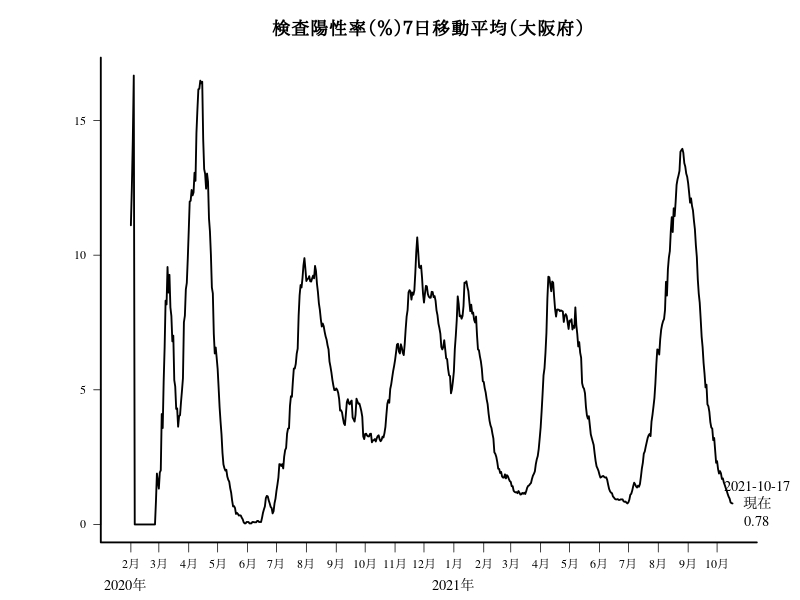 検査陽性率(%)7日移動平均(大阪府)
15
10
5
0
2021-10-17
現在
0.78
2月 3月 4月 5月 6月 7月 8月 9月 10月 11月 12月 1月 2月 3月 4月 5月 6月 7月 8月 9月 10月
2020年 2021年